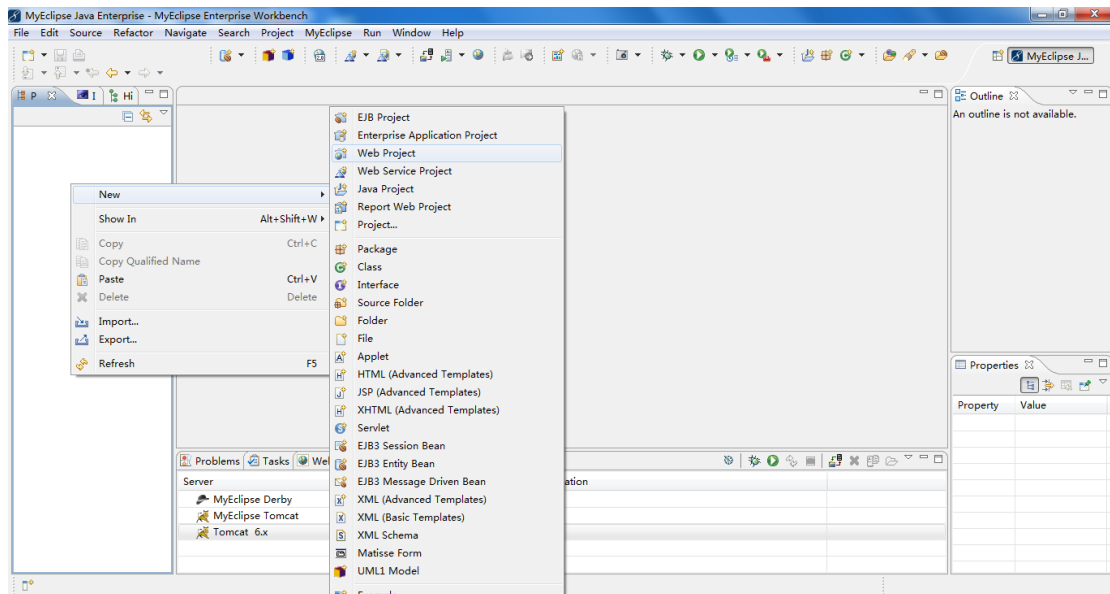 MyEclipse Java Enterprise - MyEclipse Enterprise Workbench
File Edit Source Refactor Navigate Search Project MyEclipse Run Window Help
MyEclipse J...
P I Hi
Outline
An outline is not available.
New
Show In Alt+Shift+W
Copy Ctrl+C
Copy Qualified Name
Paste Ctrl+V
Delete Delete
Import...
Export...
Refresh F5
EJB Project
Enterprise Application Project
Web Project
Web Service Project
Java Project
Report Web Project
Project...
Package
Class
Interface
Source Folder
Folder
File
Applet
HTML (Advanced Templates)
JSP (Advanced Templates)
XHTML (Advanced Templates)
Servlet
EJB3 Session Bean
EJB3 Entity Bean
EJB3 Message Driven Bean
XML (Advanced Templates)
XML (Basic Templates)
XML Schema
Matisse Form
UML1 Model
Properties
Property Value
Problems Tasks We
Server ation
MyEclipse Derby
MyEclipse Tomcat
Tomcat 6.x